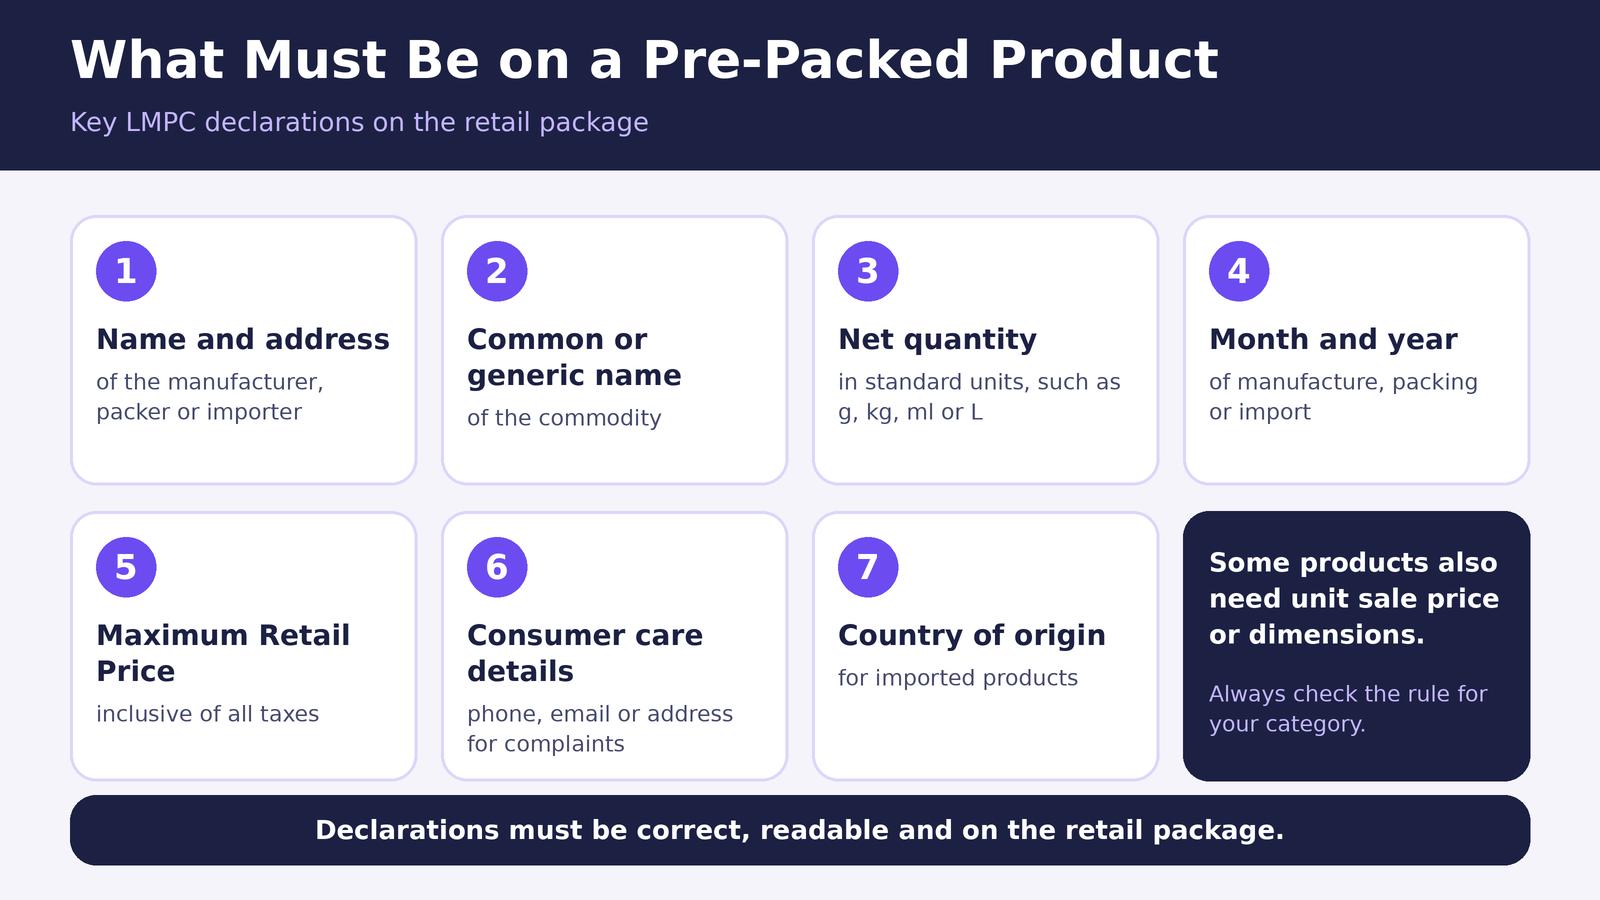 What Must Be on a Pre-Packed Product
Key LMPC declarations on the retail package
1
Name and address
of the manufacturer,
packer or importer
2
Common or
generic name
of the commodity
3
Net quantity
in standard units, such as
g, kg, ml or L
4
Month and year
of manufacture, packing
or import
5
Maximum Retail
Price
inclusive of all taxes
6
Consumer care
details
phone, email or address
for complaints
7
Country of origin
for imported products
Some products also
need unit sale price
or dimensions.
Always check the rule for
your category.
Declarations must be correct, readable and on the retail package.